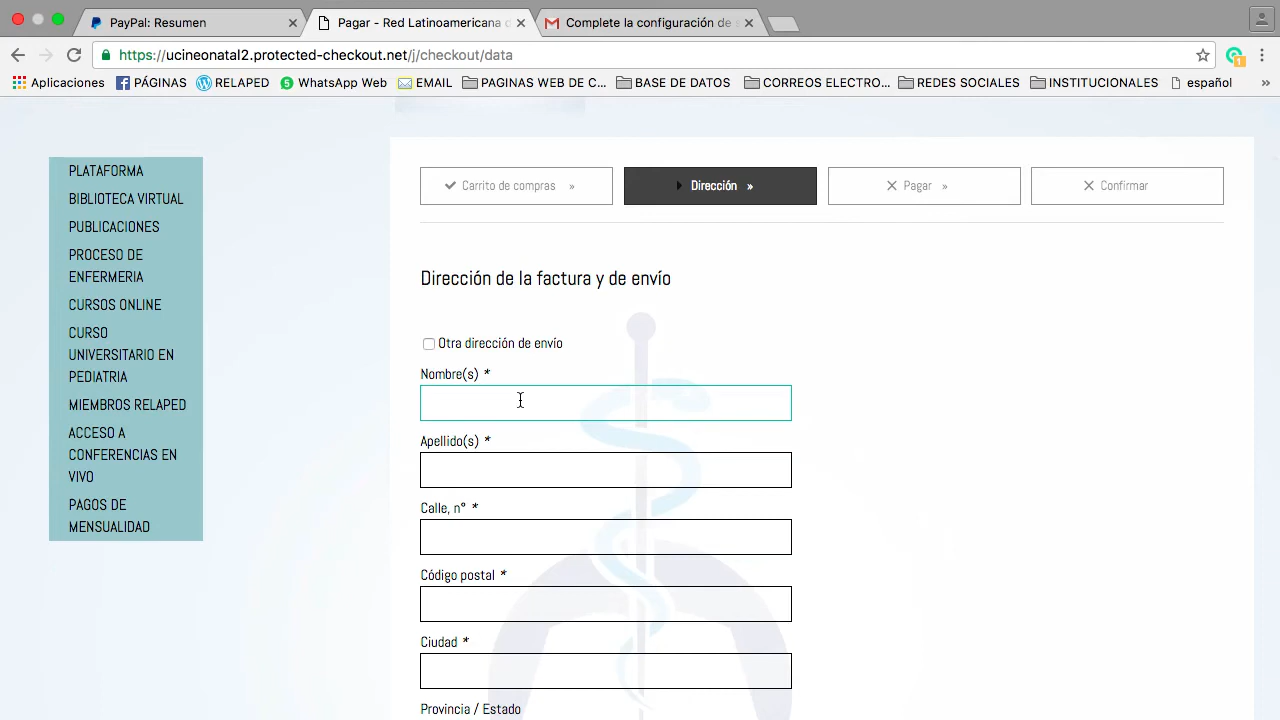 PayPal: Resumen
Pagar - Red Latinoamericana d
Complete la configuración de s
https://ucineonatal2.protected-checkout.net/j/checkout/data
Aplicaciones
PÁGINAS
RELAPED
WhatsApp Web
EMAIL
PAGINAS WEB DE C...
BASE DE DATOS
CORREOS ELECTRO...
REDES SOCIALES
INSTITUCIONALES
español
»
1
PLATAFORMA
BIBLIOTECA VIRTUAL
PUBLICACIONES
PROCESO DE
ENFERMERIA
CURSOS ONLINE
CURSO
UNIVERSITARIO EN
PEDIATRIA
MIEMBROS RELAPED
ACCESO A
CONFERENCIAS EN
VIVO
PAGOS DE
MENSUALIDAD
Carrito de compras »
Dirección »
Pagar »
Confirmar
Dirección de la factura y de envío
Otra dirección de envío
Nombre(s) *
Apellido(s) *
Calle, n° *
Código postal *
Ciudad *
Provincia / Estado